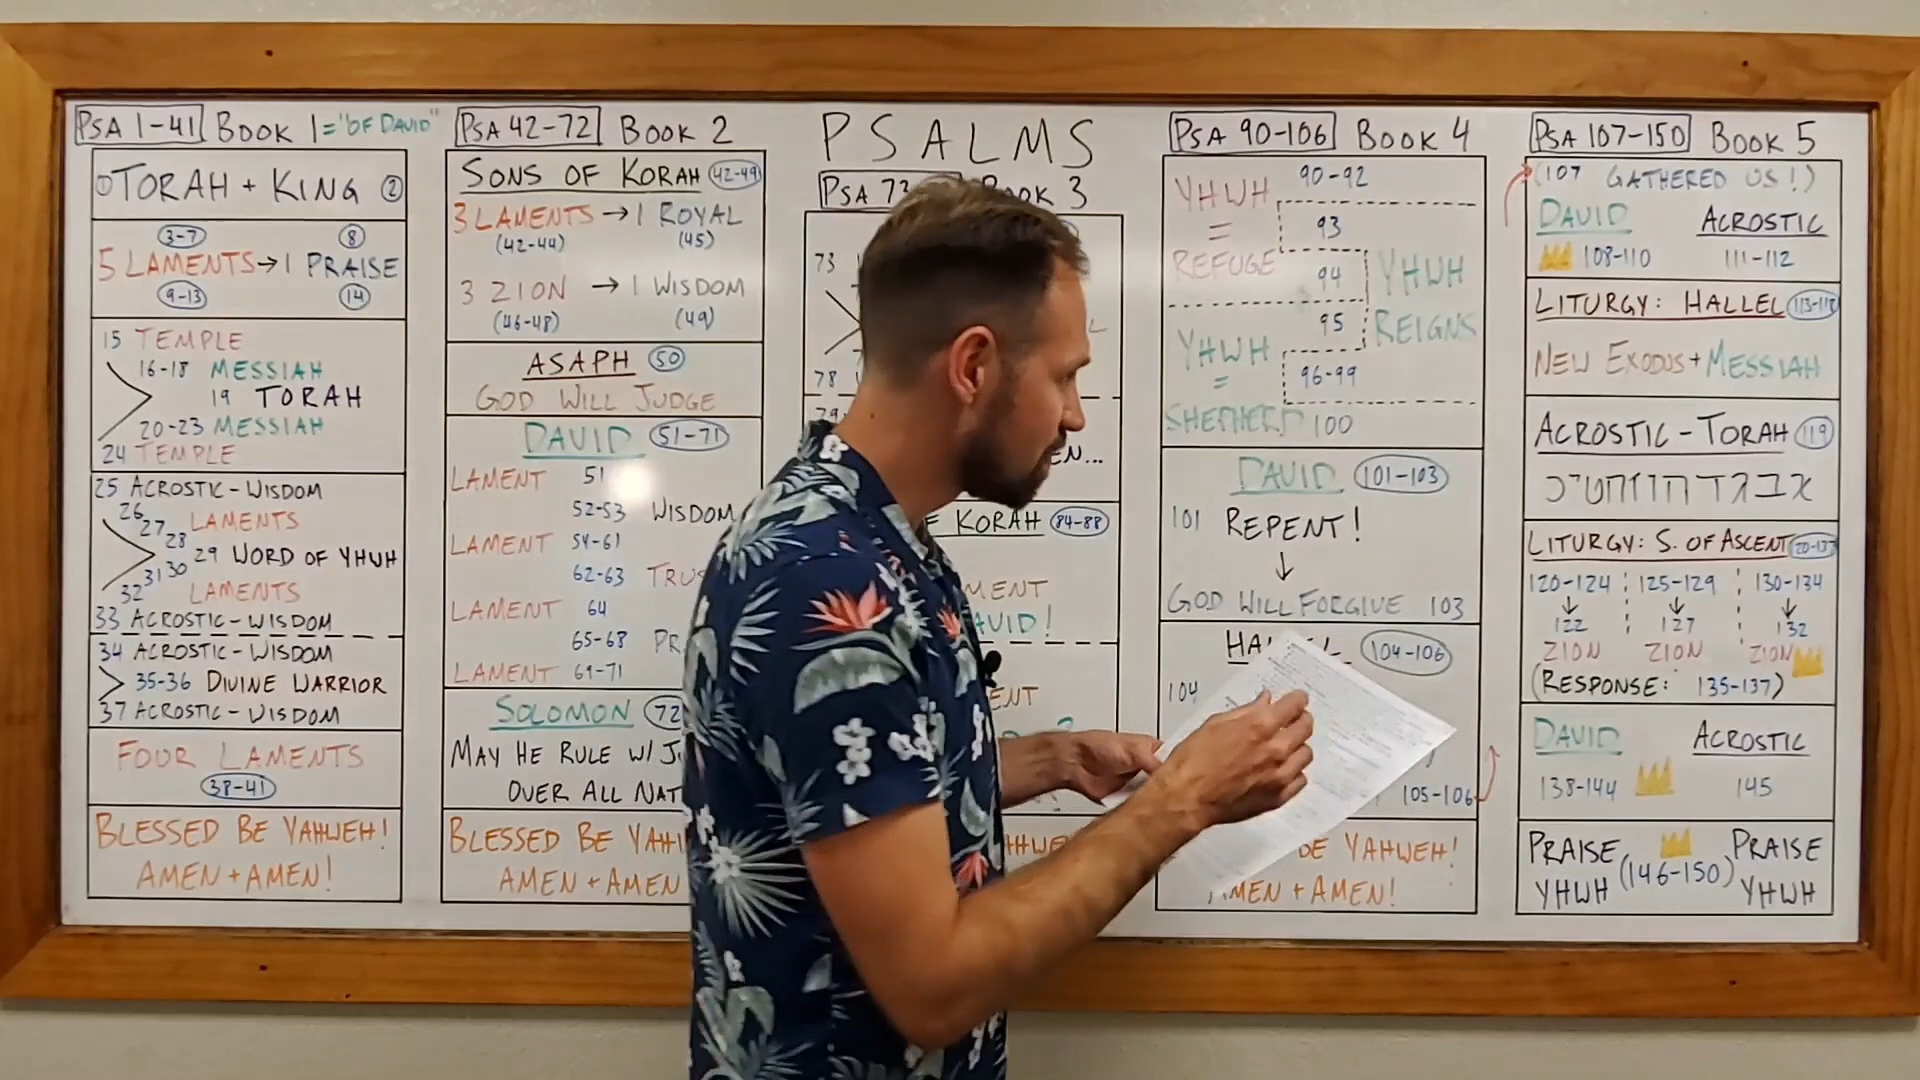 PSALMS
PSA 1-41 BOOK 1 = "OF DAVID"
① TORAH + KING ②
3-7 8
5 LAMENTS → 1 PRAISE
9-13 14
15 TEMPLE
16-18 MESSIAH
19 TORAH
20-23 MESSIAH
24 TEMPLE
25 ACROSTIC-WISDOM
26
27 LAMENTS
28
29 WORD OF YHWH
30
31
32 LAMENTS
33 ACROSTIC-WISDOM
34 ACROSTIC-WISDOM
35-36 DIVINE WARRIOR
37 ACROSTIC-WISDOM
FOUR LAMENTS
38-41
BLESSED BE YAHWEH!
AMEN + AMEN!
PSA 42-72 BOOK 2
SONS OF KORAH 42-49
3 LAMENTS → 1 ROYAL
(42-44) (45)
3 ZION → 1 WISDOM
(46-48) (49)
ASAPH 50
GOD WILL JUDGE
DAVID 51-71
LAMENT 51
52-53 WISDOM
LAMENT 54-61
62-63
LAMENT 64
65-68
LAMENT 69-71
SOLOMON 72
MAY HE RULE W/
OVER ALL
BLESSED BE
AMEN + AMEN
PSA BOOK 3
73
78
KORAH 84-88
PSA 90-106 BOOK 4
YHWH 90-92
= 93
REFUGE 94 YHWH
95 REIGNS
YHWH
= 96-99
SHEPHERD 100
DAVID 101-103
101 REPENT!
↓
GOD WILL FORGIVE 103
104-106
104
105-106
BE YAHWEH!
AMEN + AMEN!
PSA 107-150 BOOK 5
(107 GATHERED US!)
DAVID ACROSTIC
108-110 111-112
LITURGY: HALLEL 113-118
NEW EXODUS + MESSIAH
ACROSTIC-TORAH 119
אבגדהוזחטיכ
LITURGY: S. OF ASCENT
120-124 125-129 130-134
↓ ↓ ↓
122 127 132
ZION ZION ZION
(RESPONSE: 135-137)
DAVID ACROSTIC
138-144 145
PRAISE PRAISE
YHWH (146-150) YHWH